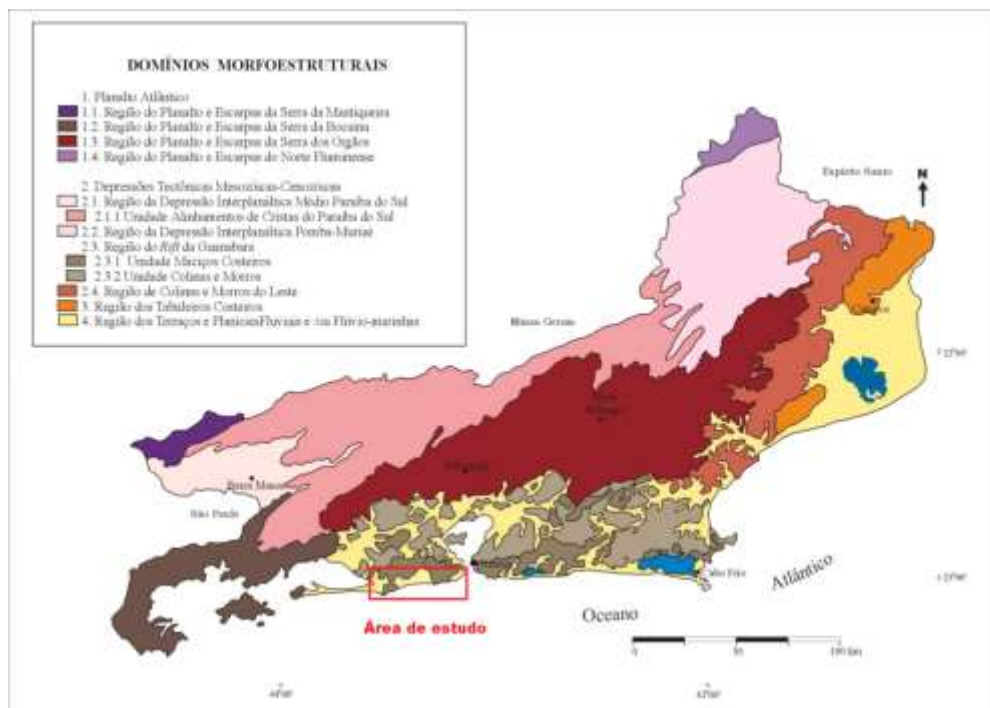 DOMÍNIOS MORFOESTRUTURAIS
1. Planalto Atlântico
1.1. Região do Planalto e Escarpas da Serra da Mantiqueira
1.2. Região do Planalto e Escarpas da Serra da Bocaina
1.3. Região do Planalto e Escarpas da Serra dos Órgãos
1.4. Região do Planalto e Escarpas do Norte Fluminense
2. Depressões Tectônicas Mesozóicas-Cenozóicas
2.1. Região da Depressão Interplanáltica Médio Paraíba do Sul
2.1.1 Unidade Alinhamentos de Cristas do Paraíba do Sul
2.2. Região da Depressão Interplanáltica Pomba-Muriaé
2.3. Região do Rift da Guanabara
2.3.1. Unidade Maciços Costeiros
2.3.2 Unidade Colinas e Morros
2.4. Região de Colinas e Morros do Leste
3. Região dos Tabuleiros Costeiros
4. Região dos Terraços e Planícies Fluviais e ou Flúvio-marinhas
Espírito Santo
N
Minas Gerais
Barra Mansa
São Paulo
Cabo Frio
Atlântico
Oceano
Área de estudo
0 50 100 km